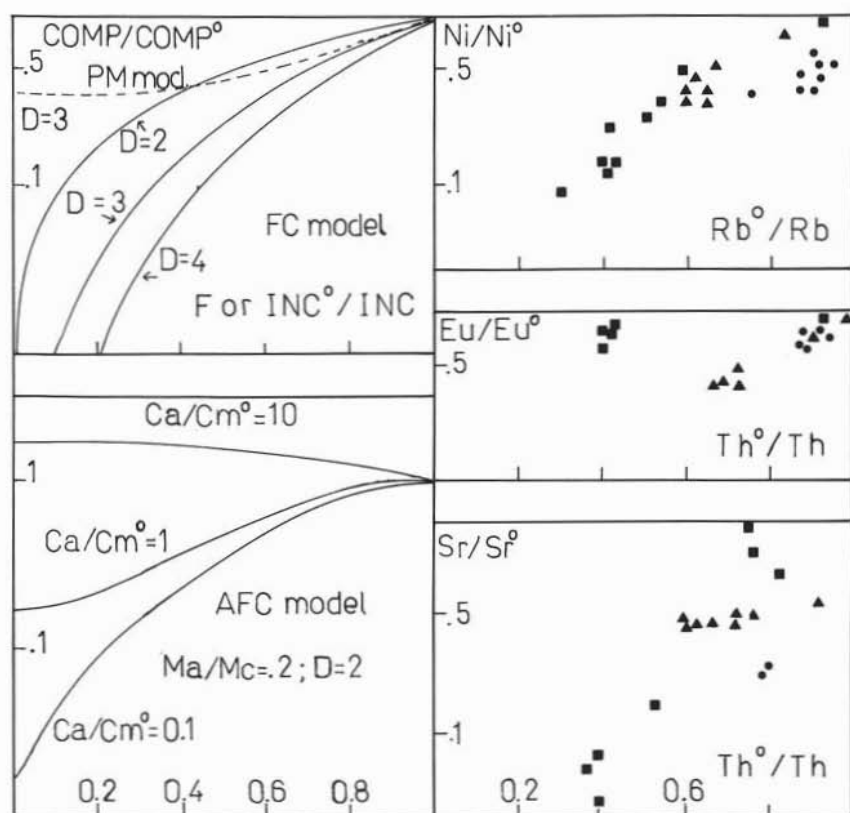 COMP/COMP°
.5
PM mod.
D=3
D=2
.1
D=3
FC model
D=4
F or INC°/INC
Ni/Ni°
.5
.1
Rb°/Rb
Eu/Eu°
.5
Th°/Th
Ca/Cm°=10
.1
Ca/Cm°=1
AFC model
.1
Ma/Mc=.2; D=2
Ca/Cm°=0.1
0.2
0.4
0.6
0.8
Sr/Sr°
.5
.1
Th°/Th
0.2
0.6